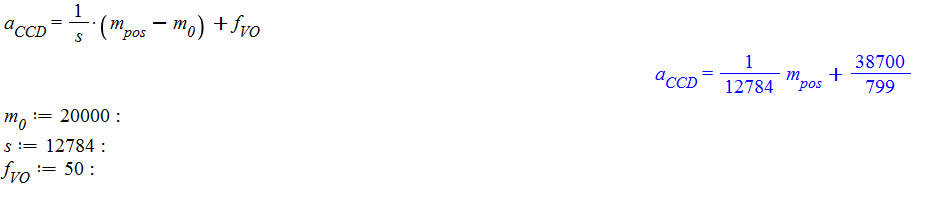 a_CCD = 1/s · (m_pos − m_0) + f_VO
a_CCD = 1/12784 m_pos + 38700/799
m_0 := 20000 :
s := 12784 :
f_VO := 50 :